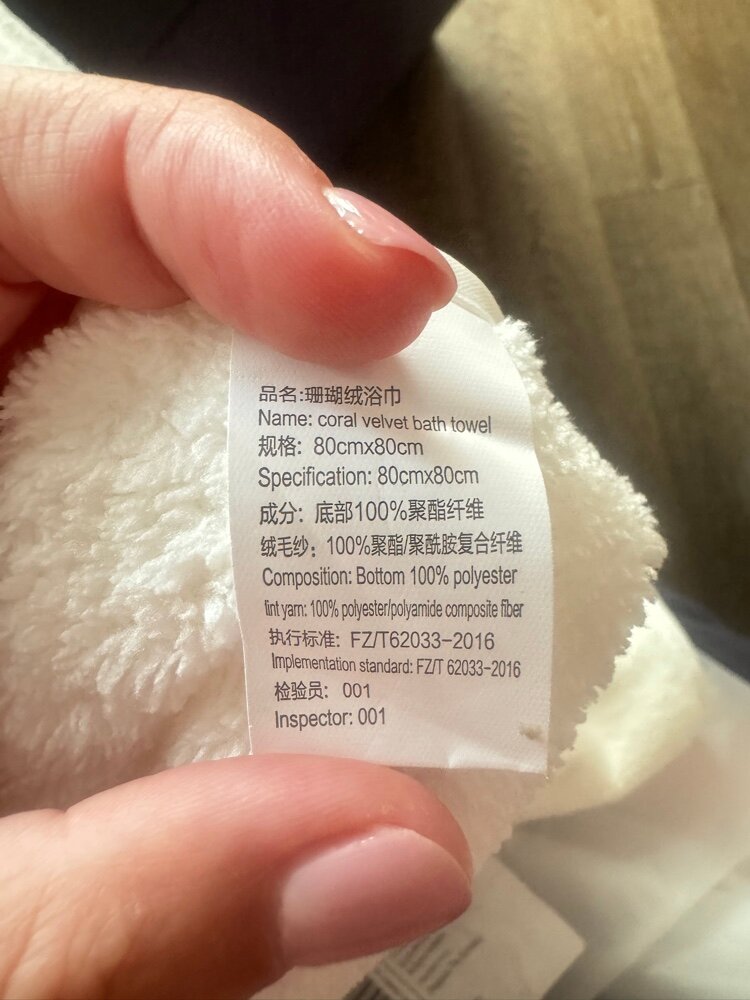 品名:珊瑚绒浴巾
Name: coral velvet bath towel
规格: 80cmx80cm
Specification: 80cmx80cm
成分: 底部100%聚酯纤维
绒毛纱: 100%聚酯/聚酰胺复合纤维
Composition: Bottom 100% polyester
lint yarn: 100% polyester/polyamide composite fiber
执行标准: FZ/T62033-2016
Implementation standard: FZ/T 62033-2016
检验员: 001
Inspector: 001